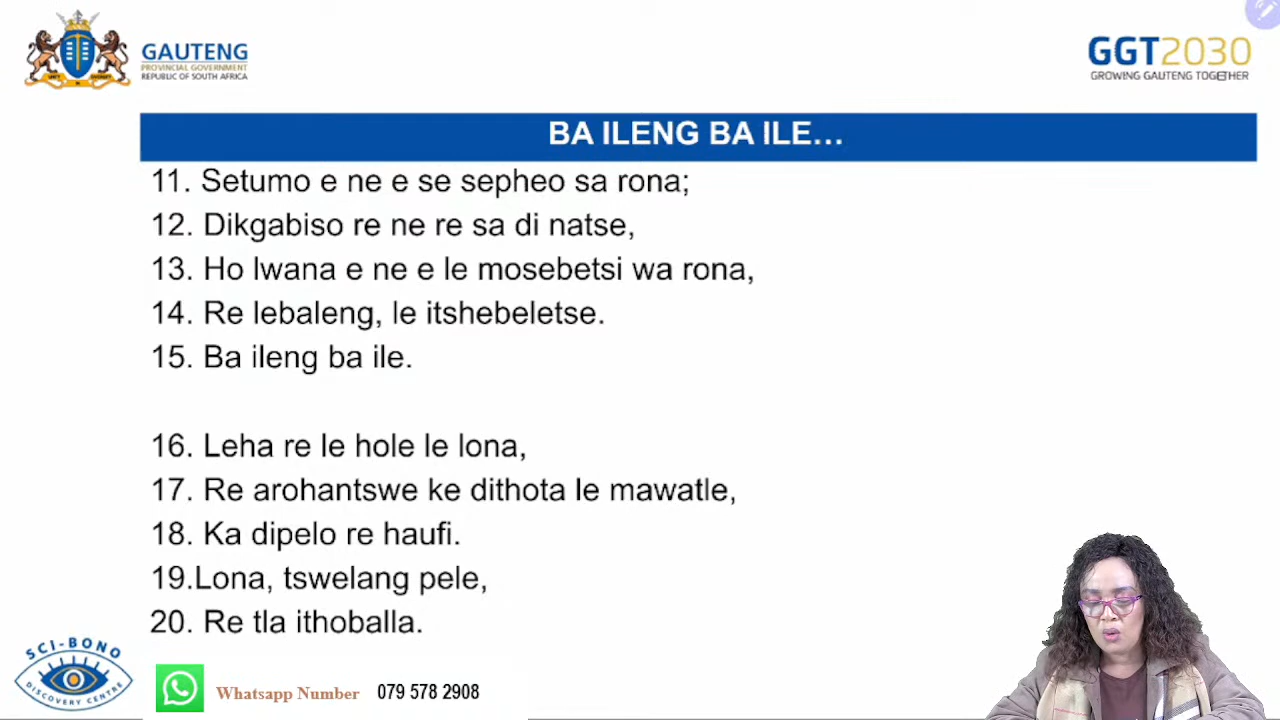 GAUTENG
PROVINCIAL GOVERNMENT
REPUBLIC OF SOUTH AFRICA
GGT2030
GROWING GAUTENG TOGETHER
BA ILENG BA ILE...
11. Setumo e ne e se sepheo sa rona;
12. Dikgabiso re ne re sa di natse,
13. Ho lwana e ne e le mosebetsi wa rona,
14. Re lebaleng, le itshebeletse.
15. Ba ileng ba ile.
16. Leha re le hole le lona,
17. Re arohantswe ke dithota le mawatle,
18. Ka dipelo re haufi.
19.Lona, tswelang pele,
20. Re tla ithoballa.
SCI-BONO
DISCOVERY CENTRE
Whatsapp Number 079 578 2908